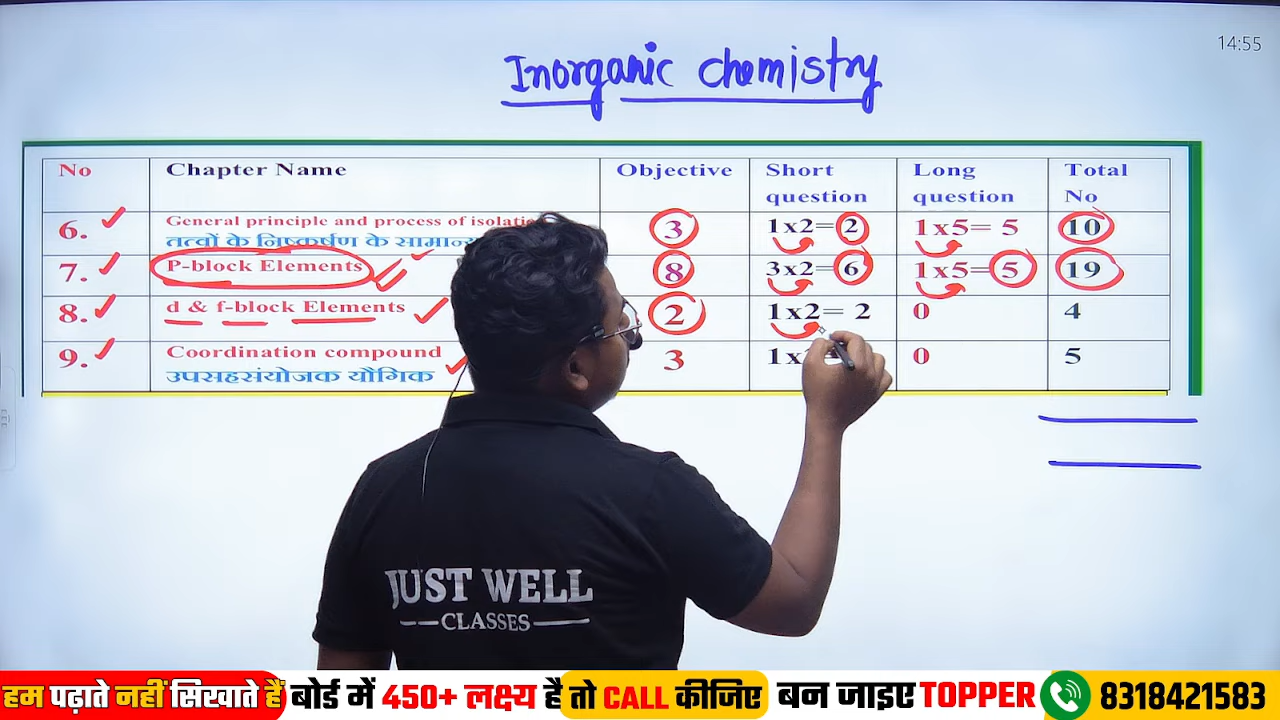 14:55
Inorganic chemistry
No Chapter Name Objective Short question Long question Total No
6. General principle and process of 3 1x2=2 1x5= 5 10
तत्वों के निष्कर्षण के
7. P-block Elements 8 3x2=6 1x5=5 19
8. d & f-block Elements 2 1x2= 2 0 4
9. Coordination compound 3 0 5
उपसहसंयोजक यौगिक
JUST WELL
CLASSES
हम पढ़ाते नहीं सिखाते हैं बोर्ड में 450+ लक्ष्य है तो CALL कीजिए बन जाइए TOPPER 8318421583